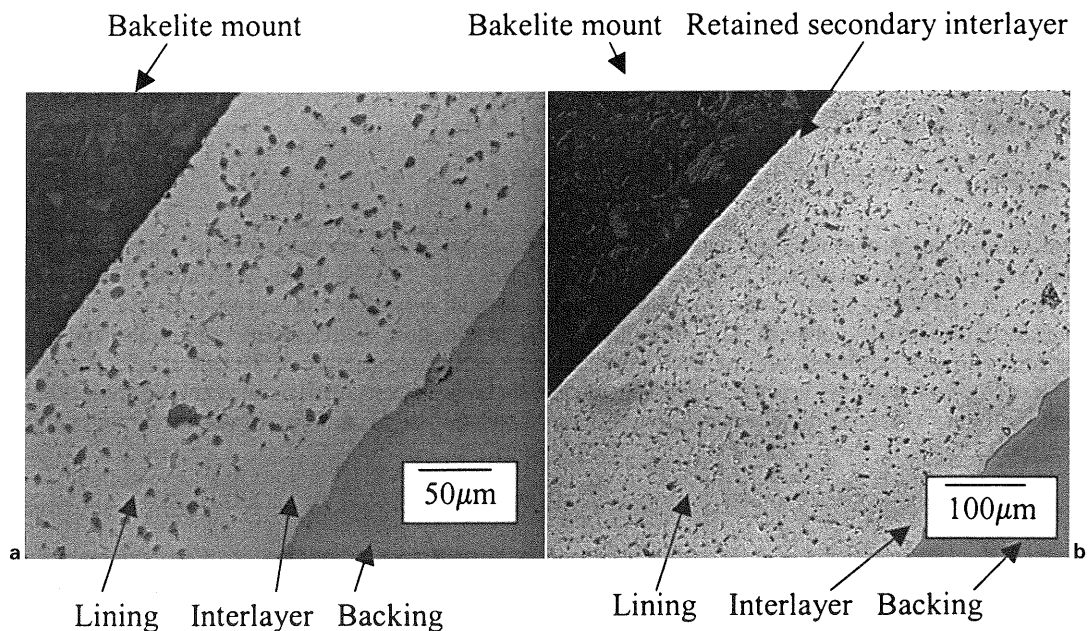 Bakelite mount
Bakelite mount Retained secondary interlayer
50μm
100μm
a
b
Lining Interlayer Backing
Lining Interlayer Backing